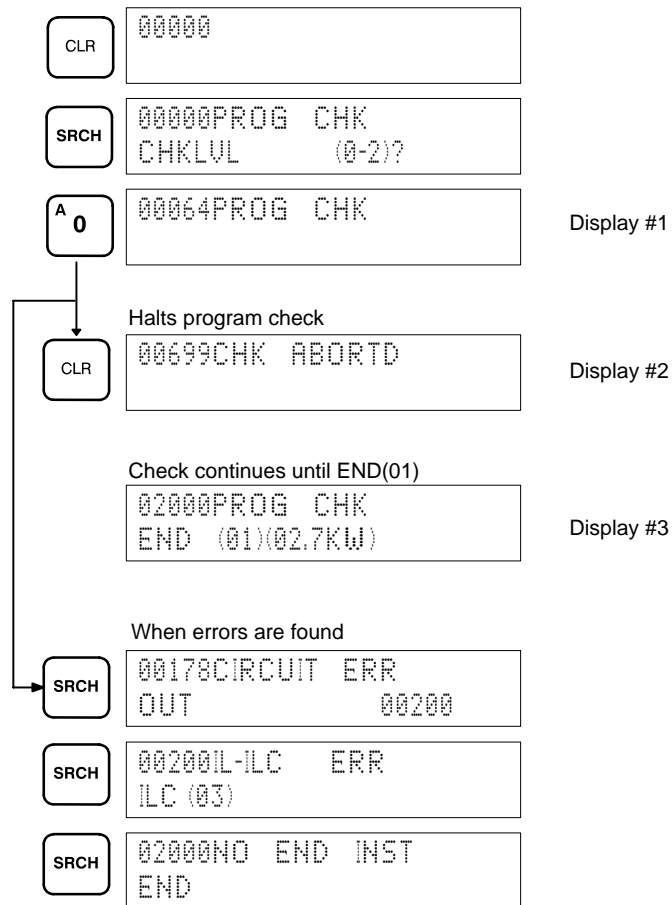 CLR
00000
SRCH
00000PROG CHK
CHKLVL (0-2)?
A
0
00064PROG CHK
Display #1
Halts program check
CLR
00699CHK ABORTD
Display #2
Check continues until END(01)
02000PROG CHK
END (01)(02.7KW)
Display #3
When errors are found
SRCH
00178CIRCUIT ERR
OUT 00200
SRCH
00200IL-ILC ERR
ILC (03)
SRCH
02000NO END INST
END